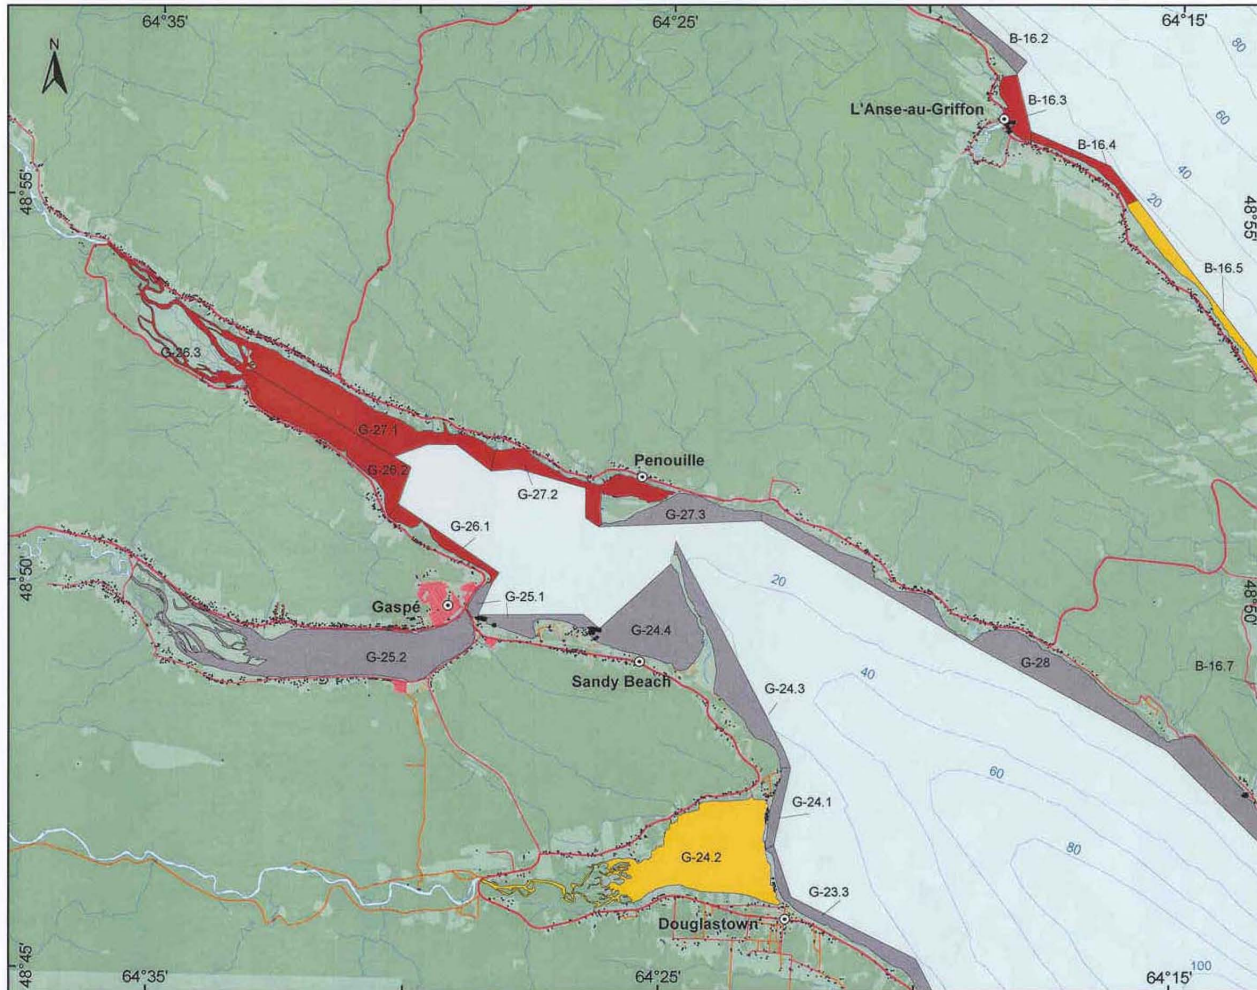 64°35'
64°25'
64°15'
N
B-16.2
80
B-16.3
L'Anse-au-Griffon
60
B-16.4
40
48°55'
20
48°55'
B-16.5
G-26.3
G-27.1
G-26.2
Penouille
G-27.2
G-27.3
G-26.1
48°50'
20
G-25.1
Gaspé
48°50'
G-24.4
G-25.2
G-28
B-16.7
Sandy Beach
40
G-24.3
60
G-24.1
80
G-24.2
G-23.3
Douglastown
48°45'
100
64°35'
64°25'
64°15'